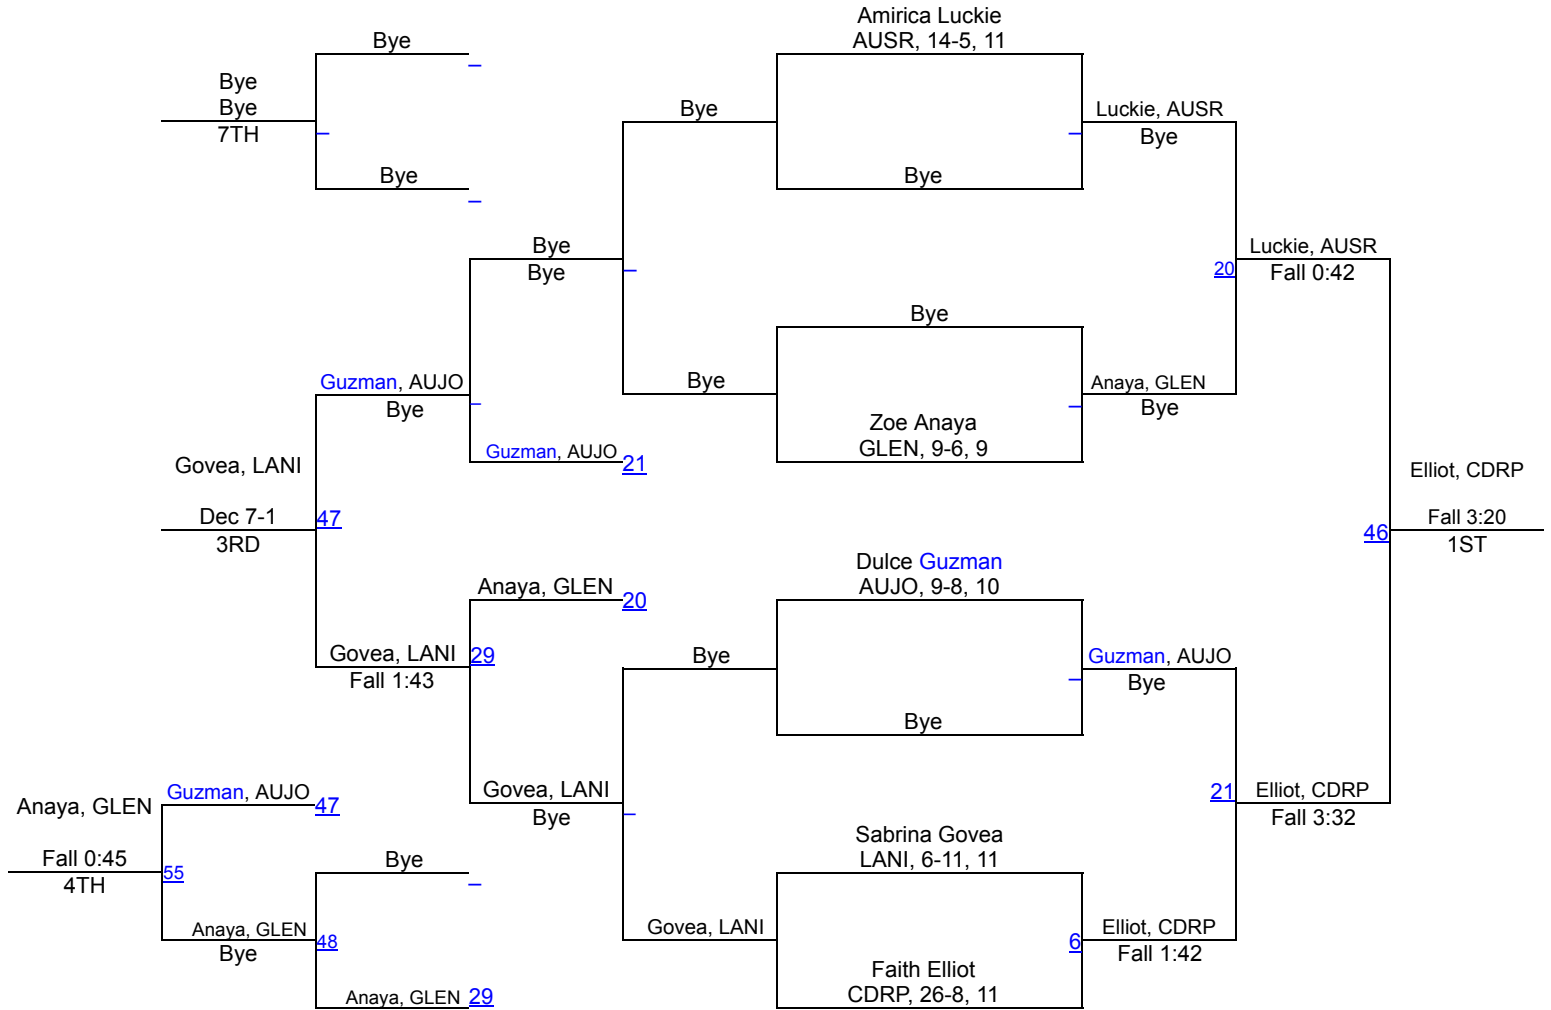 Amirica Luckie
AUSR, 14-5, 11
Bye
Bye
Bye
7TH
Bye
Bye
Luckie, AUSR
Bye
Bye
Bye
Bye
Luckie, AUSR
20
Fall 0:42
Bye
Guzman, AUJO
Bye
Bye
Anaya, GLEN
Bye
Zoe Anaya
GLEN, 9-6, 9
Guzman, AUJO 21
Govea, LANI
Elliot, CDRP
Dec 7-1
47
3RD
Fall 3:20
46
1ST
Dulce Guzman
AUJO, 9-8, 10
Anaya, GLEN 20
Govea, LANI 29
Fall 1:43
Bye
Guzman, AUJO
Bye
Bye
Govea, LANI
Bye
21
Elliot, CDRP
Fall 3:32
Anaya, GLEN
Guzman, AUJO 47
Fall 0:45
55
4TH
Bye
Sabrina Govea
LANI, 6-11, 11
Anaya, GLEN
48
Bye
Govea, LANI
6
Elliot, CDRP
Fall 1:42
Faith Elliot
CDRP, 26-8, 11
Anaya, GLEN 29